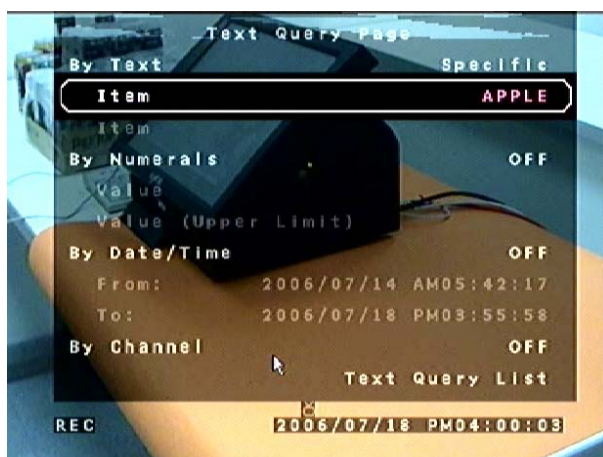 Text Query Page
By Text Specific
Item APPLE
Item
By Numerals OFF
Value
Value (Upper Limit)
By Date/Time OFF
From: 2006/07/14 AM05:42:17
To: 2006/07/18 PM03:55:58
By Channel OFF
Text Query List
REC 2006/07/18 PM04:00:03